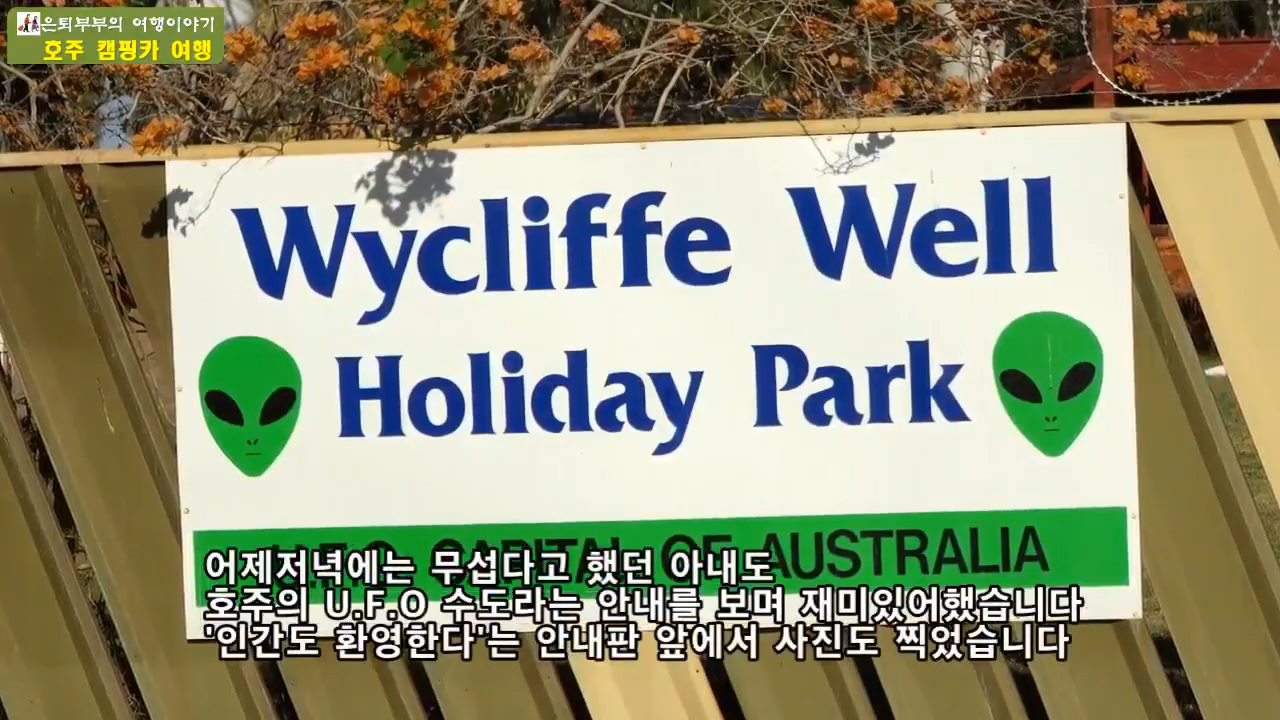 은퇴부부의 여행이야기
호주 캠핑카 여행
Wycliffe Well
Holiday Park
U.F.O CAPITAL OF AUSTRALIA
어제저녁에는 무섭다고 했던 아내도
호주의 U.F.O 수도라는 안내를 보며 재미있어했습니다
'인간도 환영한다'는 안내판 앞에서 사진도 찍었습니다